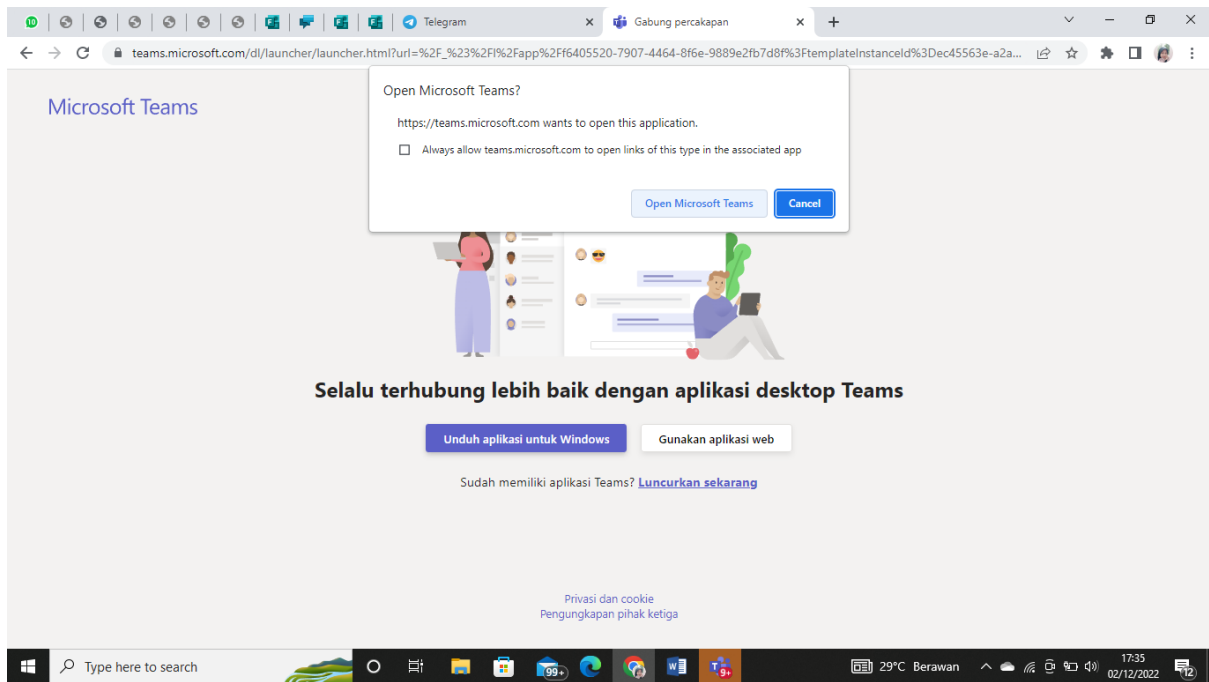 Telegram
Gabung percakapan
teams.microsoft.com/dl/launcher/launcher.html?url=%2F_%23%2Fl%2Fapp%2Ff6405520-7907-4464-8f6e-9889e2fb7d8f%3FtemplateInstanceId%3Dec45563e-a2a...
Open Microsoft Teams?
https://teams.microsoft.com wants to open this application.
Always allow teams.microsoft.com to open links of this type in the associated app
Open Microsoft Teams Cancel
Microsoft Teams
Selalu terhubung lebih baik dengan aplikasi desktop Teams
Unduh aplikasi untuk Windows Gunakan aplikasi web
Sudah memiliki aplikasi Teams? Luncurkan sekarang
Privasi dan cookie
Pengungkapan pihak ketiga
Type here to search
99+
9+
29°C Berawan
17:35
02/12/2022
12